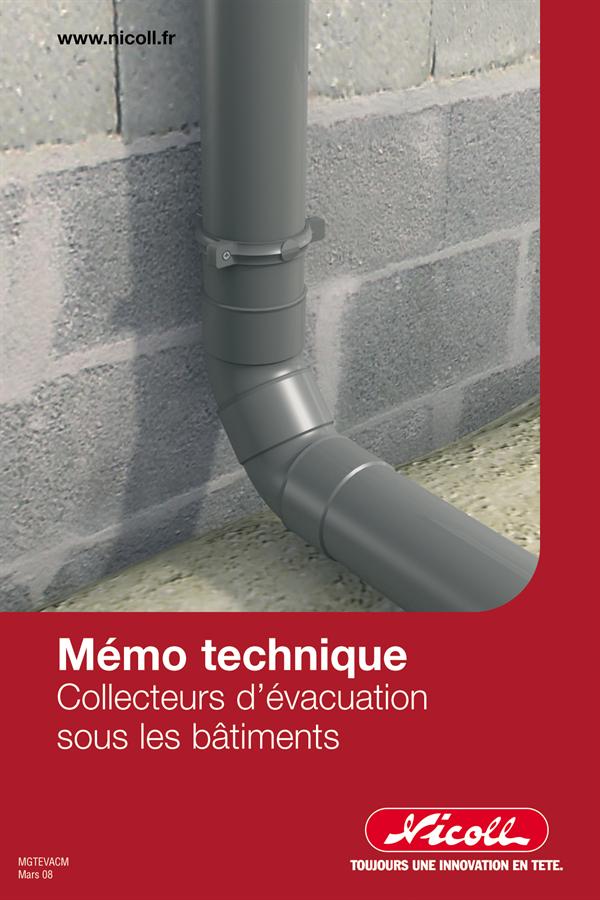 www.nicoll.fr
Mémo technique
Collecteurs d’évacuation
sous les bâtiments
Nicoll
TOUJOURS UNE INNOVATION EN TETE.
MGTEVACM
Mars 08